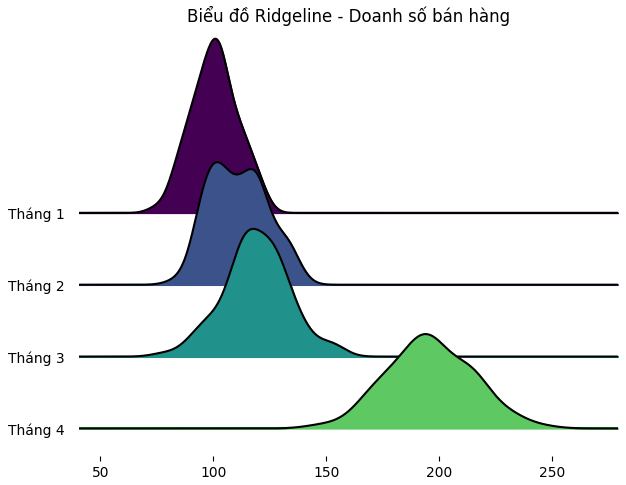 Biểu đồ Ridgeline - Doanh số bán hàng
Tháng 1
Tháng 2
Tháng 3
Tháng 4
50 100 150 200 250